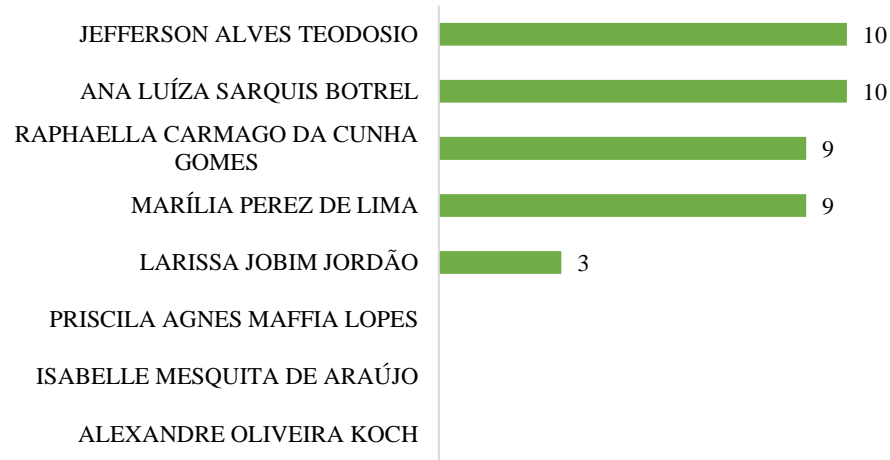 JEFFERSON ALVES TEODOSIO 10
ANA LUÍZA SARQUIS BOTREL 10
RAPHAELLA CARMAGO DA CUNHA
GOMES 9
MARÍLIA PEREZ DE LIMA 9
LARISSA JOBIM JORDÃO 3
PRISCILA AGNES MAFFIA LOPES
ISABELLE MESQUITA DE ARAÚJO
ALEXANDRE OLIVEIRA KOCH